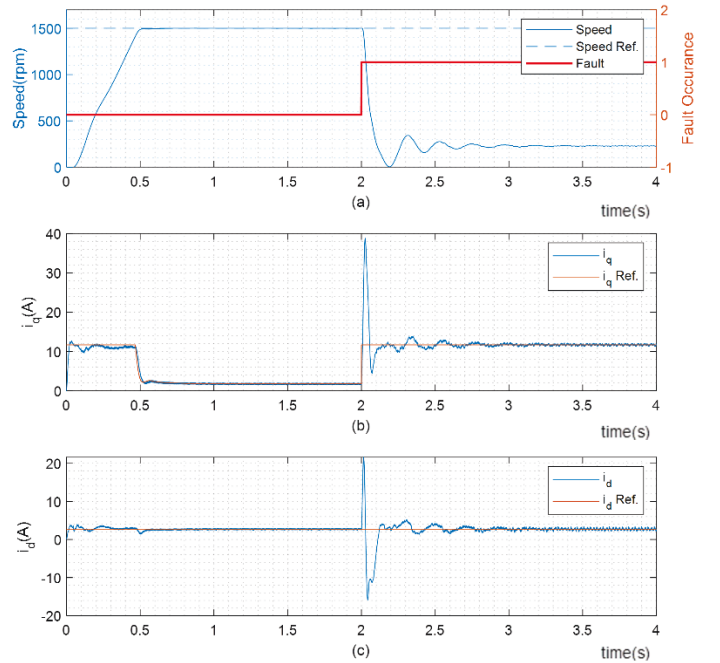 2
1500
Speed
Speed Ref.
Fault
1000
1
Speed(rpm)
Fault Occurance
500
0
0
-1
0 0.5 1 1.5 2 2.5 3 3.5 4
(a)
time(s)
40
i_q
i_q Ref.
30
i_q(A)
20
10
0
0 0.5 1 1.5 2 2.5 3 3.5 4
(b)
time(s)
20
i_d
i_d Ref.
10
i_d(A)
0
-10
-20
0 0.5 1 1.5 2 2.5 3 3.5 4
(c)
time(s)